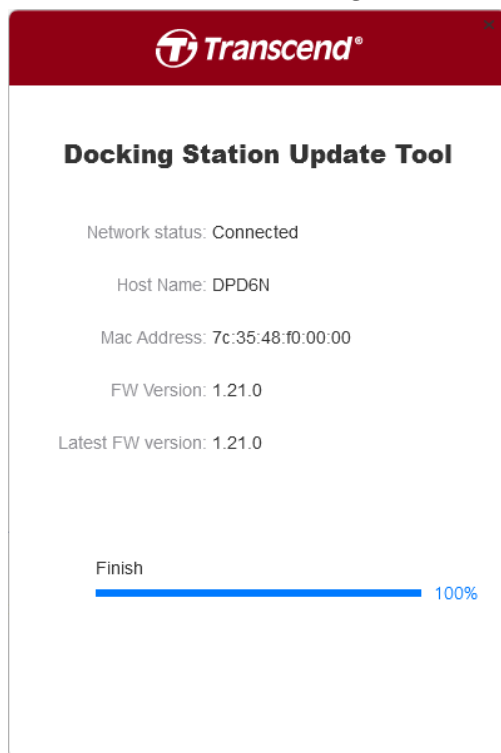 Transcend®
Docking Station Update Tool
Network status: Connected
Host Name: DPD6N
Mac Address: 7c:35:48:f0:00:00
FW Version: 1.21.0
Latest FW version: 1.21.0
Finish
100%